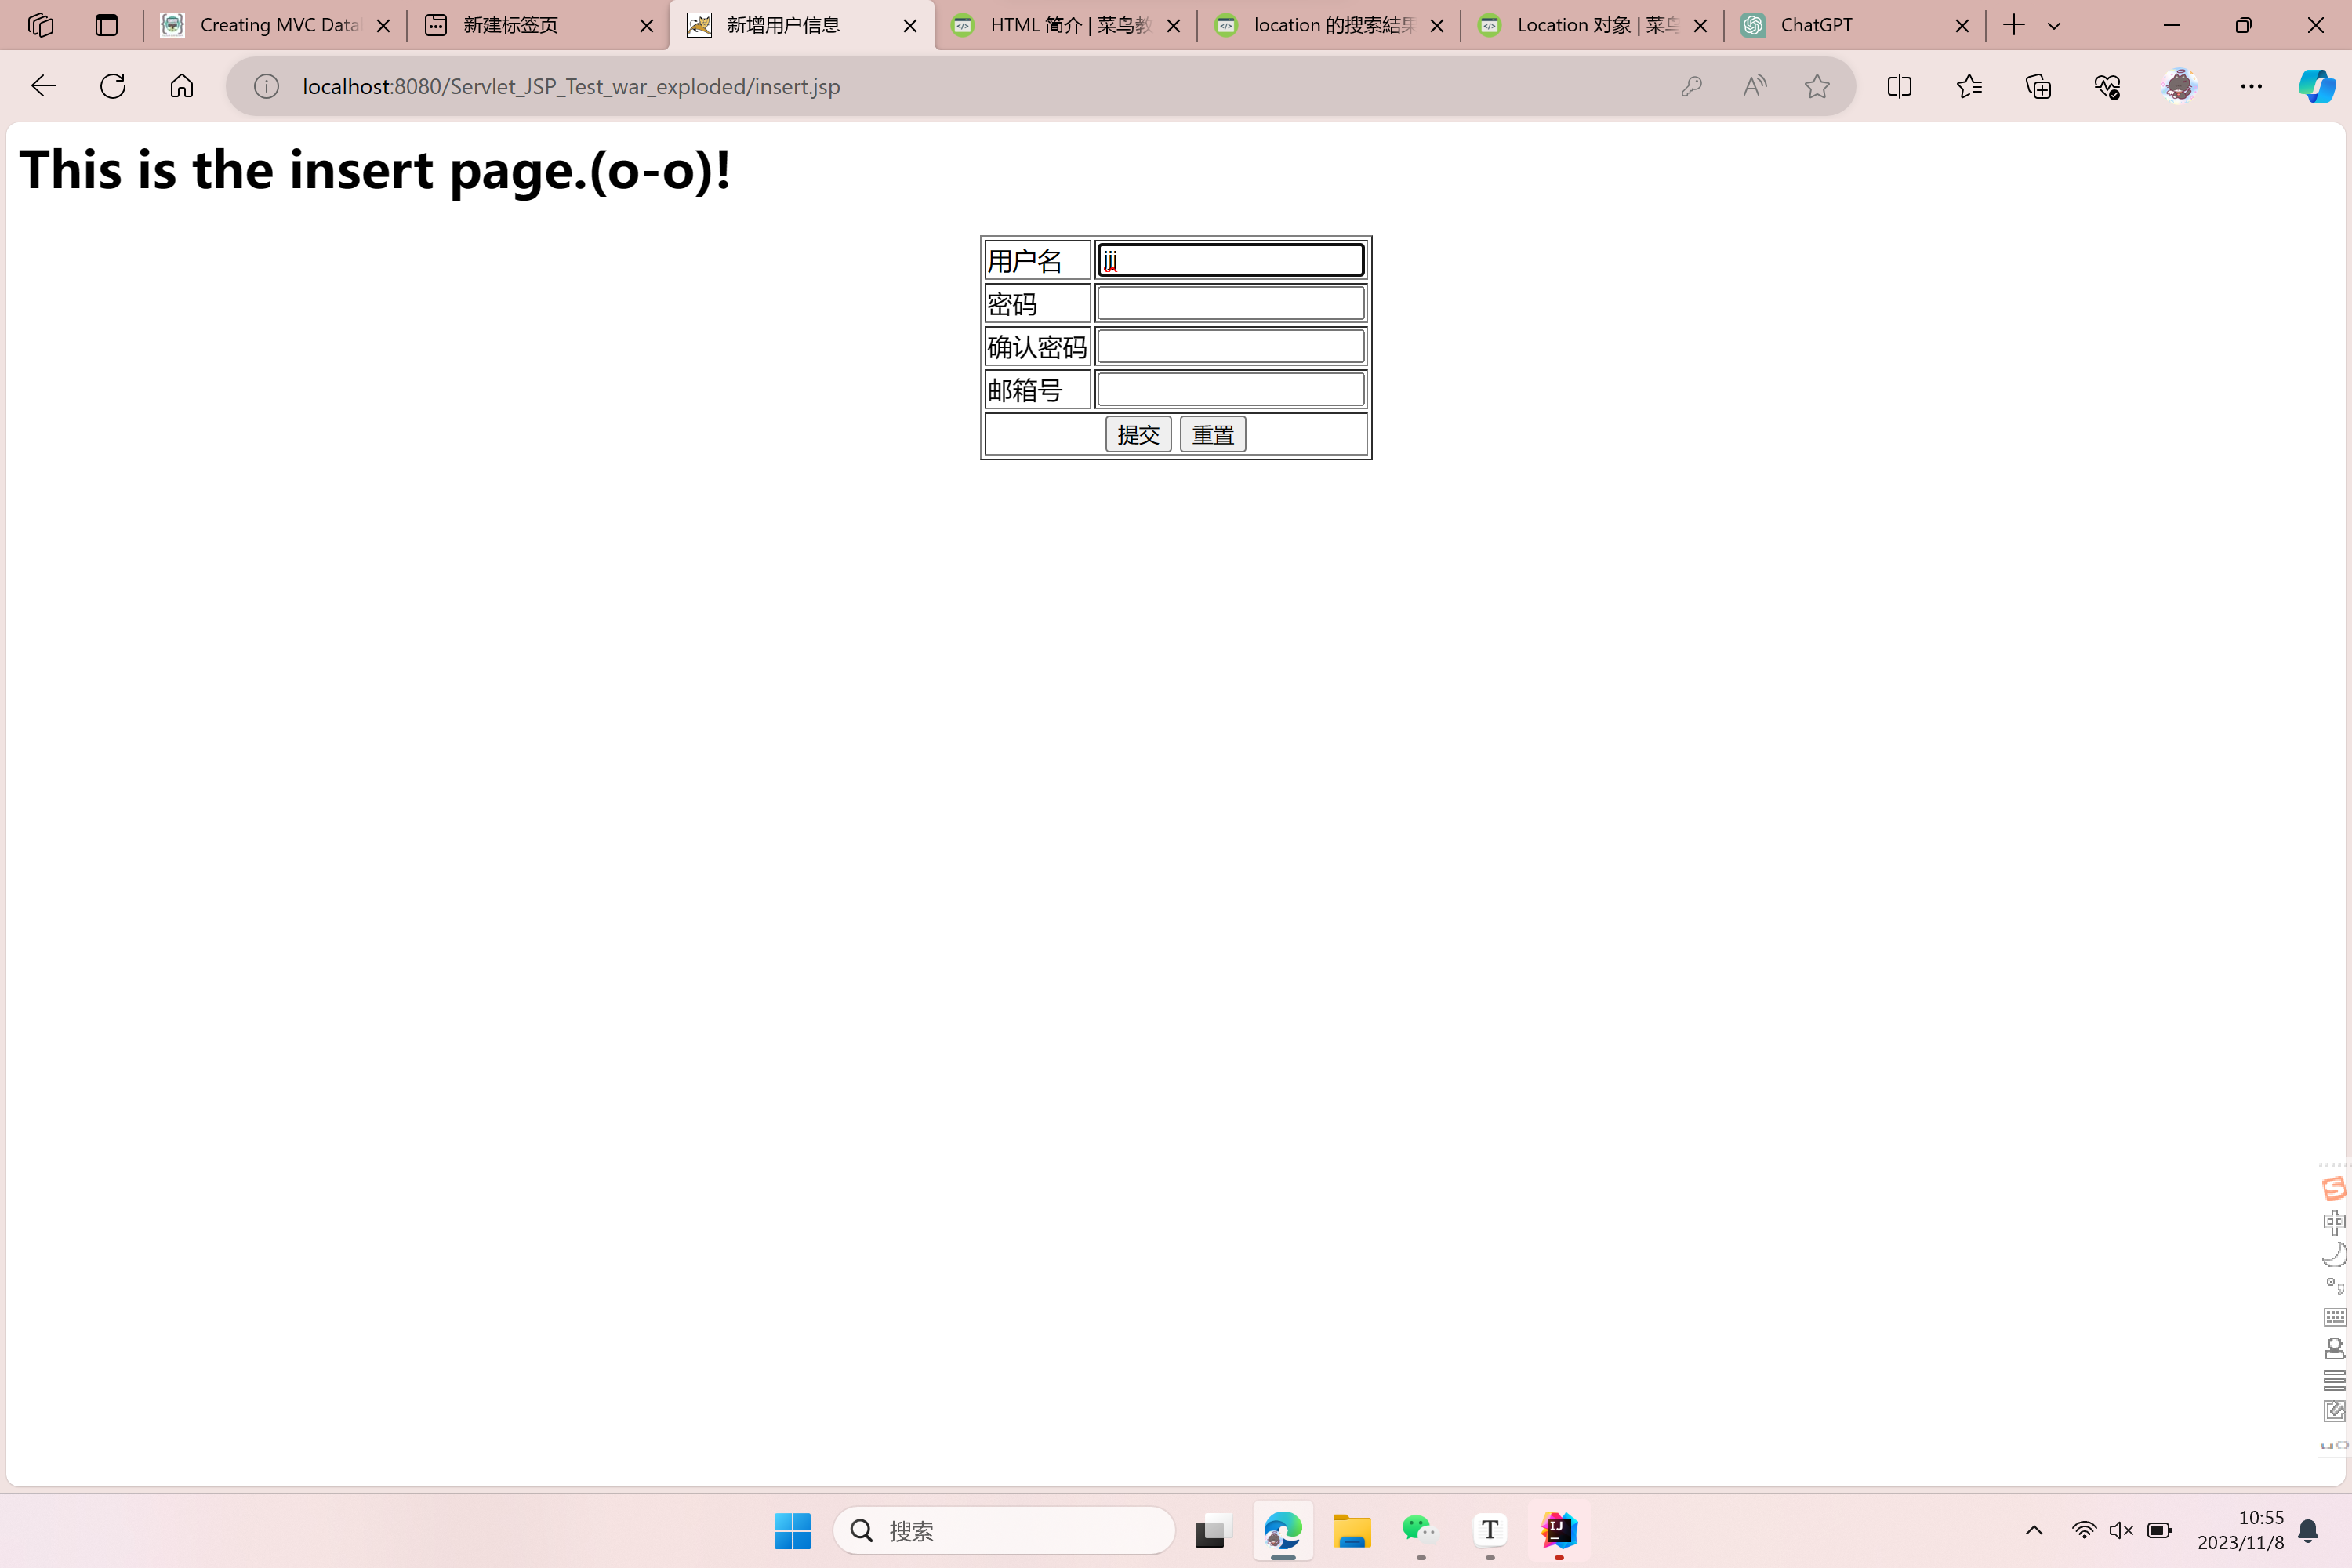 Creating MVC Data
新建标签页
新增用户信息
HTML 简介 | 菜鸟教
location 的搜索結果
Location 对象 | 菜鸟
ChatGPT
localhost:8080/Servlet_JSP_Test_war_exploded/insert.jsp
This is the insert page.(o-o)!
用户名 jjj
密码
确认密码
邮箱号
提交 重置
中
搜索
10:55
2023/11/8